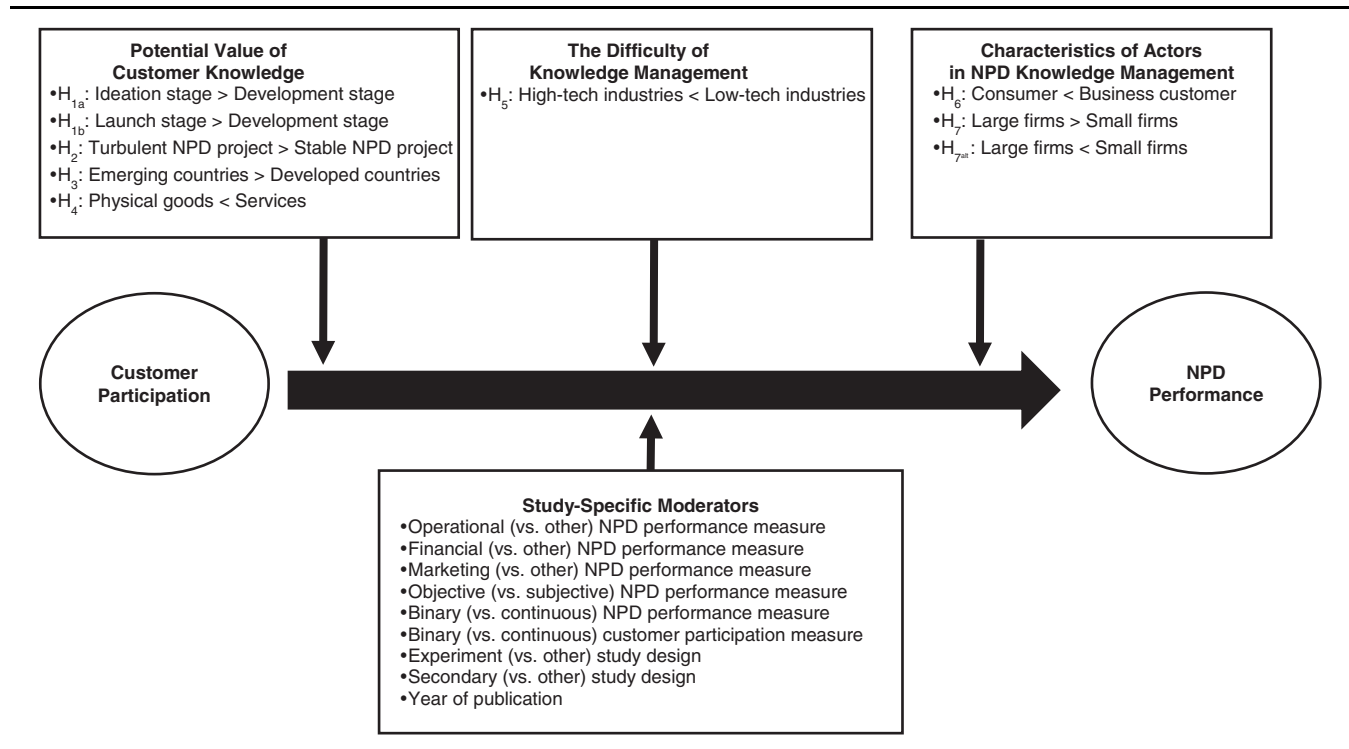 Potential Value of
Customer Knowledge
•H1a: Ideation stage > Development stage
•H1b: Launch stage > Development stage
•H2: Turbulent NPD project > Stable NPD project
•H3: Emerging countries > Developed countries
•H4: Physical goods < Services
The Difficulty of
Knowledge Management
•H5: High-tech industries < Low-tech industries
Characteristics of Actors
in NPD Knowledge Management
•H6: Consumer < Business customer
•H7: Large firms > Small firms
•H7alt: Large firms < Small firms
Customer
Participation
NPD
Performance
Study-Specific Moderators
•Operational (vs. other) NPD performance measure
•Financial (vs. other) NPD performance measure
•Marketing (vs. other) NPD performance measure
•Objective (vs. subjective) NPD performance measure
•Binary (vs. continuous) NPD performance measure
•Binary (vs. continuous) customer participation measure
•Experiment (vs. other) study design
•Secondary (vs. other) study design
•Year of publication